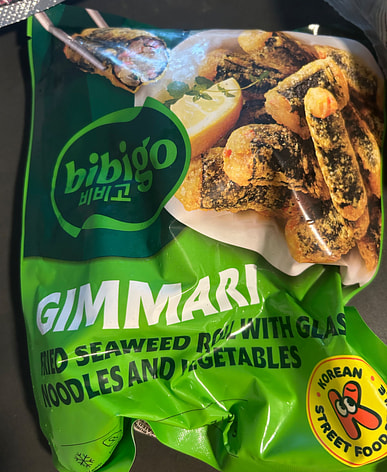 bibigo
비비고
GIMMARI
FRIED SEAWEED ROLL WITH GLAS
NOODLES AND VEGETABLES
KOREAN
STREET FOOD